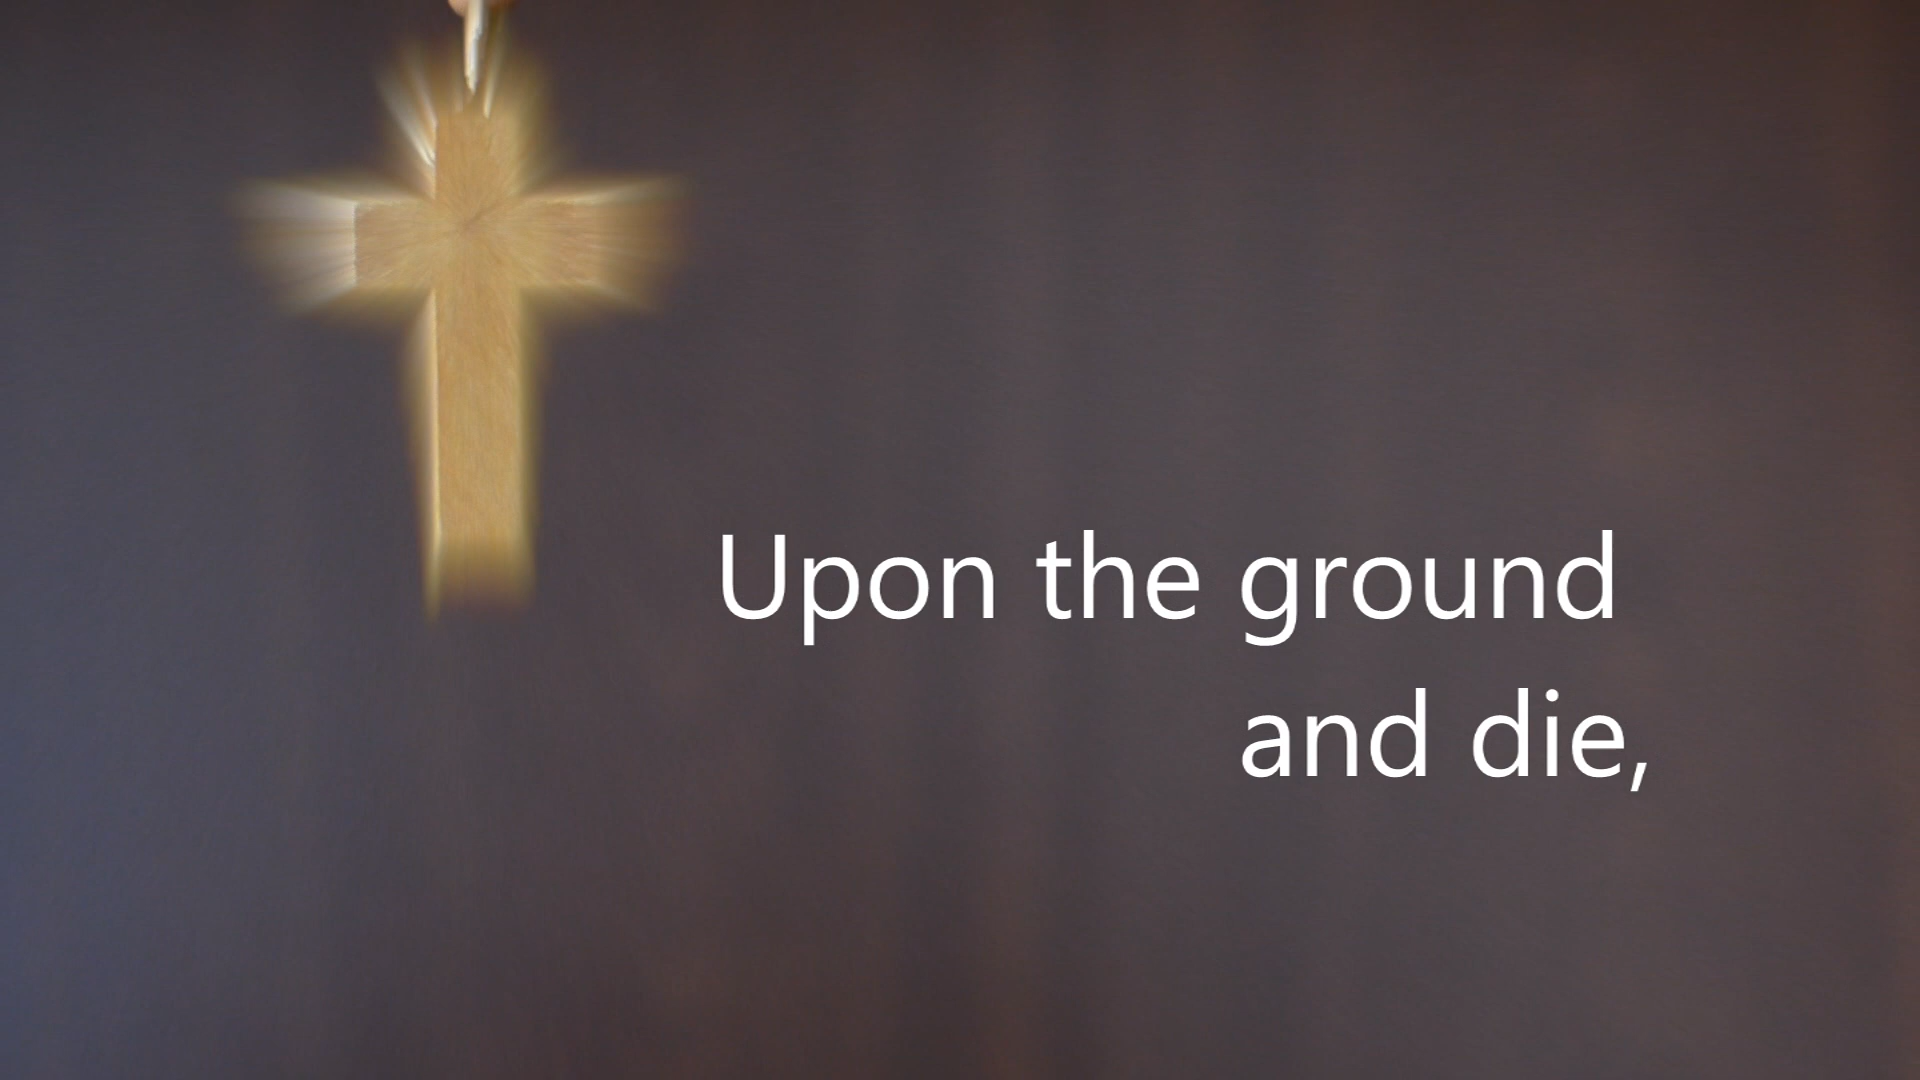 Upon the ground
and die,